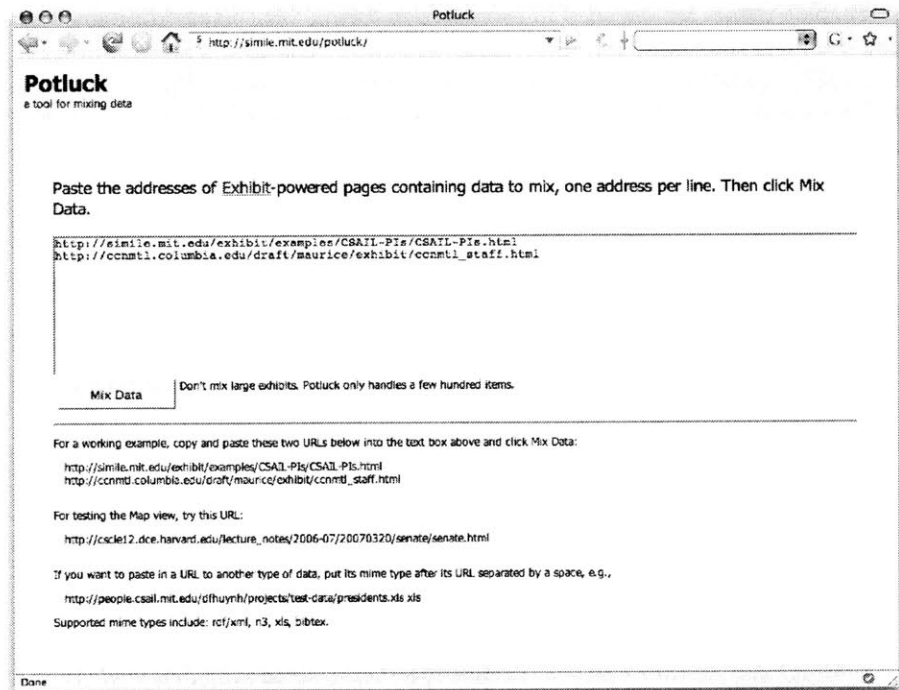 Potluck
http://simile.mit.edu/potluck/
Potluck
a tool for mixing data
Paste the addresses of Exhibit-powered pages containing data to mix, one address per line. Then click Mix
Data.
http://simile.mit.edu/exhibit/examples/CSAIL-PIs/CSAIL-PIs.html
http://ccnmtl.columbia.edu/draft/maurice/exhibit/ccnmtl_staff.html
Mix Data
Don't mix large exhibits. Potluck only handles a few hundred items.
For a working example, copy and paste these two URLs below into the text box above and click Mix Data:
http://simile.mit.edu/exhibit/examples/CSAIL-PIs/CSAIL-PIs.html
http://ccnmtl.columbia.edu/draft/maurice/exhibit/ccnmtl_staff.html
For testing the Map view, try this URL:
http://cscie12.dce.harvard.edu/lecture_notes/2006-07/20070320/senate/senate.html
If you want to paste in a URL to another type of data, put its mime type after its URL separated by a space, e.g.,
http://people.csail.mit.edu/dfhuynh/projects/test-data/presidents.xls xls
Supported mime types include: rdf/xml, n3, xls, bibtex.
Done